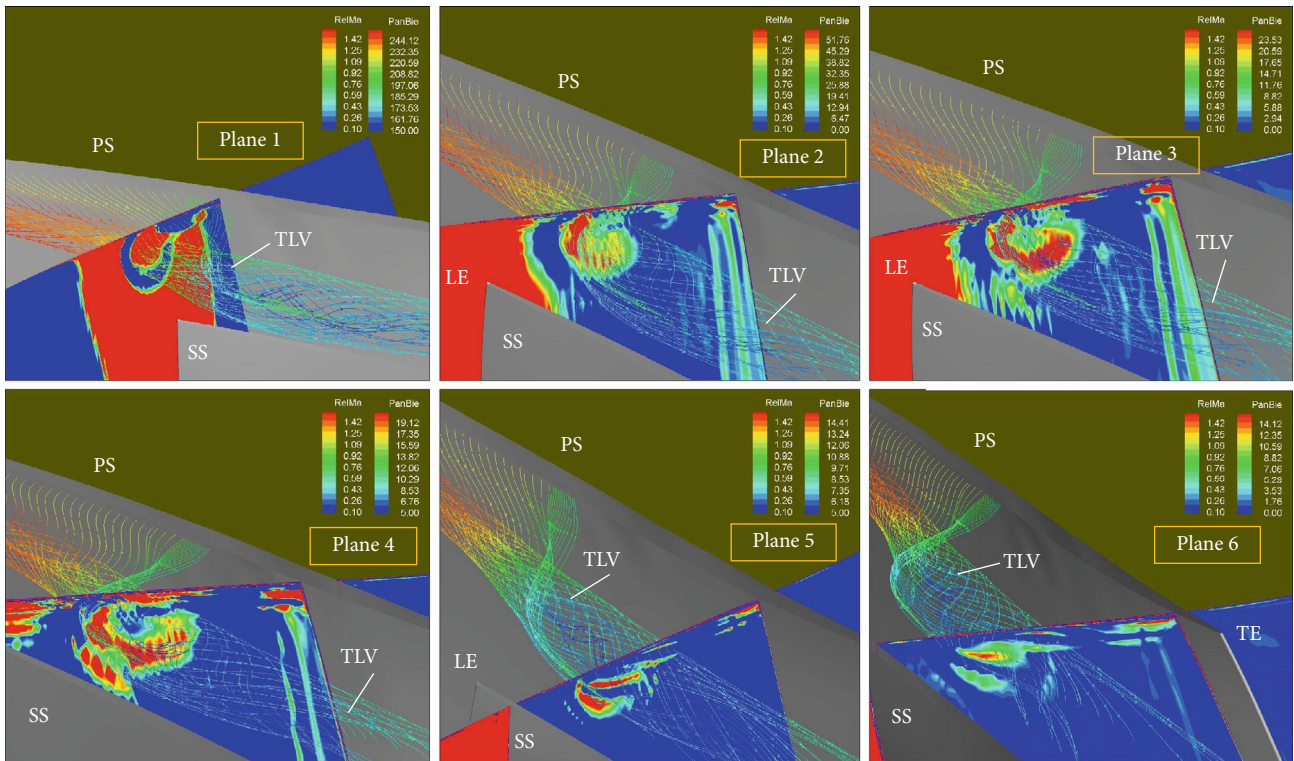 RelMa PanBie
1.42 244.12
1.25 232.35
1.09 220.59
0.92 208.82
0.76 197.06
0.59 185.29
0.43 173.53
0.26 161.76
0.10 150.00
PS
Plane 1
TLV
SS
RelMa PanBie
1.42 51.76
1.25 45.29
1.09 38.82
0.92 32.35
0.76 25.88
0.59 19.41
0.43 12.94
0.26 6.47
0.10 0.00
PS
Plane 2
LE
TLV
SS
RelMa PanBie
1.42 23.53
1.25 20.59
1.09 17.65
0.92 14.71
0.76 11.76
0.59 8.82
0.43 5.88
0.26 2.94
0.10 0.00
PS
Plane 3
LE
TLV
SS
RelMa PanBie
1.42 19.12
1.25 17.35
1.09 15.59
0.92 13.82
0.76 12.06
0.59 10.29
0.43 8.53
0.26 6.76
0.10 5.00
PS
Plane 4
TLV
SS
RelMa PanBie
1.42 14.41
1.25 13.24
1.09 12.06
0.92 10.88
0.76 9.71
0.59 8.53
0.43 7.35
0.26 6.18
0.10 5.00
PS
Plane 5
TLV
LE
SS
RelMa PanBie
1.42 14.12
1.25 12.35
1.09 10.59
0.92 8.82
0.76 7.06
0.59 5.29
0.43 3.53
0.26 1.76
0.10 0.00
PS
Plane 6
TLV
TE
SS